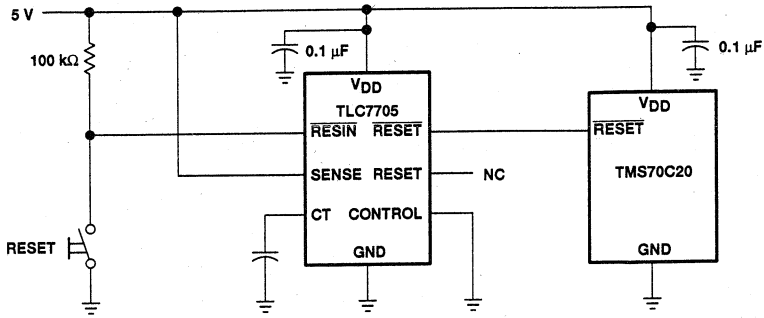 5 V
100 kΩ
0.1 μF
0.1 μF
VDD
TLC7705
RESIN RESET
SENSE RESET
NC
CT CONTROL
GND
RESET
VDD
RESET
TMS70C20
GND